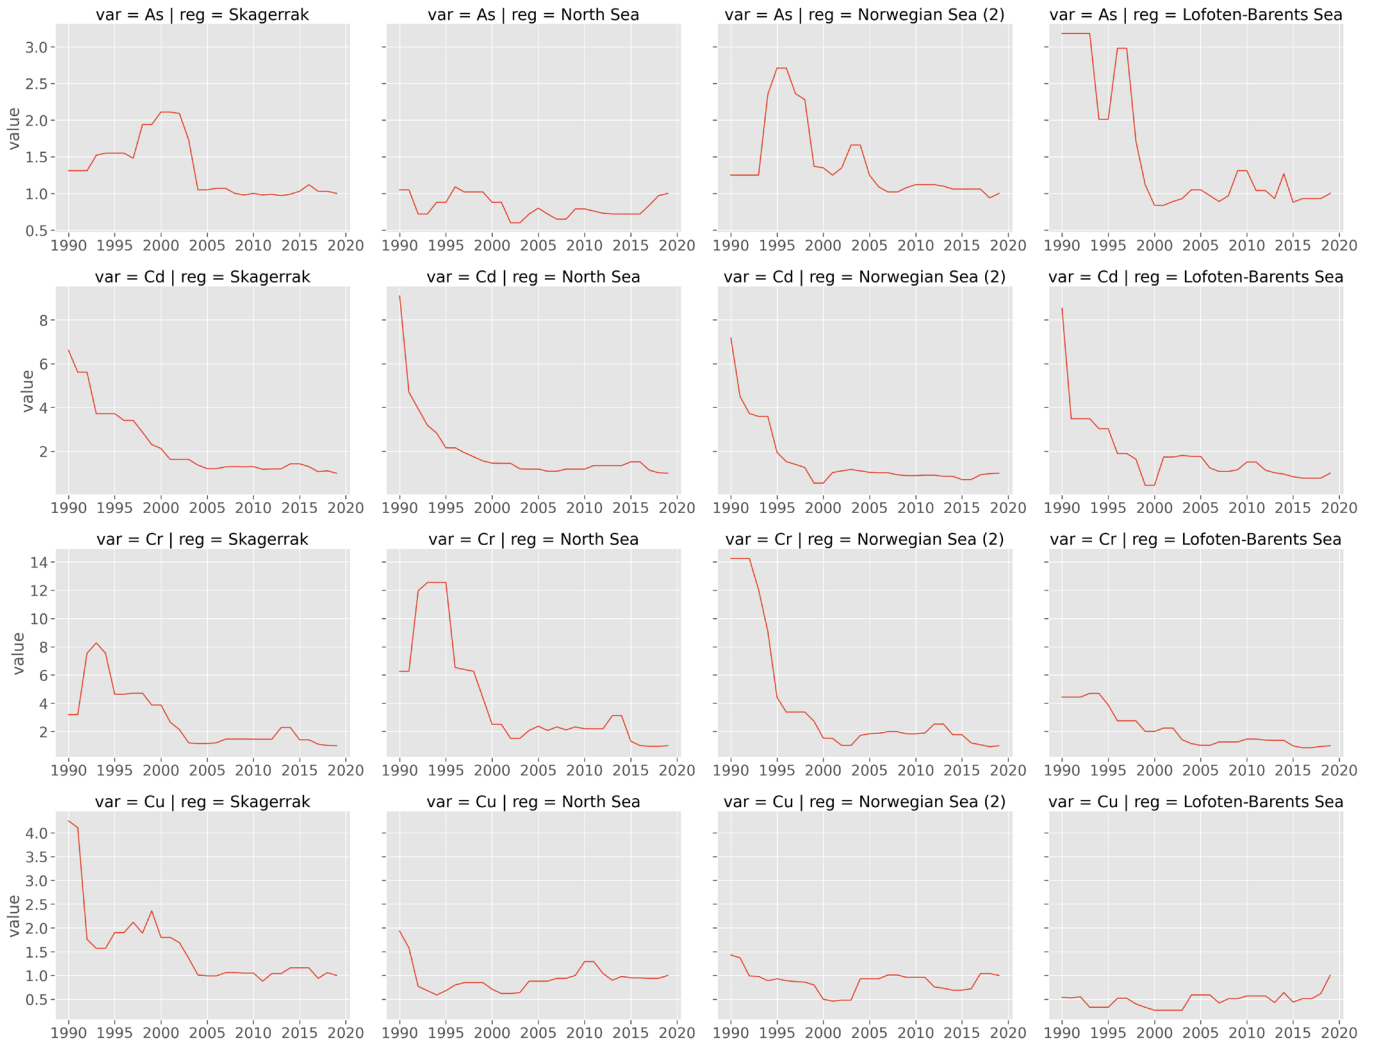 var = As | reg = Skagerrak
var = As | reg = North Sea
var = As | reg = Norwegian Sea (2)
var = As | reg = Lofoten-Barents Sea
value
3.0
2.5
2.0
1.5
1.0
0.5
1990 1995 2000 2005 2010 2015 2020
1990 1995 2000 2005 2010 2015 2020
1990 1995 2000 2005 2010 2015 2020
1990 1995 2000 2005 2010 2015 2020
var = Cd | reg = Skagerrak
var = Cd | reg = North Sea
var = Cd | reg = Norwegian Sea (2)
var = Cd | reg = Lofoten-Barents Sea
value
8
6
4
2
1990 1995 2000 2005 2010 2015 2020
1990 1995 2000 2005 2010 2015 2020
1990 1995 2000 2005 2010 2015 2020
1990 1995 2000 2005 2010 2015 2020
var = Cr | reg = Skagerrak
var = Cr | reg = North Sea
var = Cr | reg = Norwegian Sea (2)
var = Cr | reg = Lofoten-Barents Sea
value
14
12
10
8
6
4
2
1990 1995 2000 2005 2010 2015 2020
1990 1995 2000 2005 2010 2015 2020
1990 1995 2000 2005 2010 2015 2020
1990 1995 2000 2005 2010 2015 2020
var = Cu | reg = Skagerrak
var = Cu | reg = North Sea
var = Cu | reg = Norwegian Sea (2)
var = Cu | reg = Lofoten-Barents Sea
value
4.0
3.5
3.0
2.5
2.0
1.5
1.0
0.5
1990 1995 2000 2005 2010 2015 2020
1990 1995 2000 2005 2010 2015 2020
1990 1995 2000 2005 2010 2015 2020
1990 1995 2000 2005 2010 2015 2020